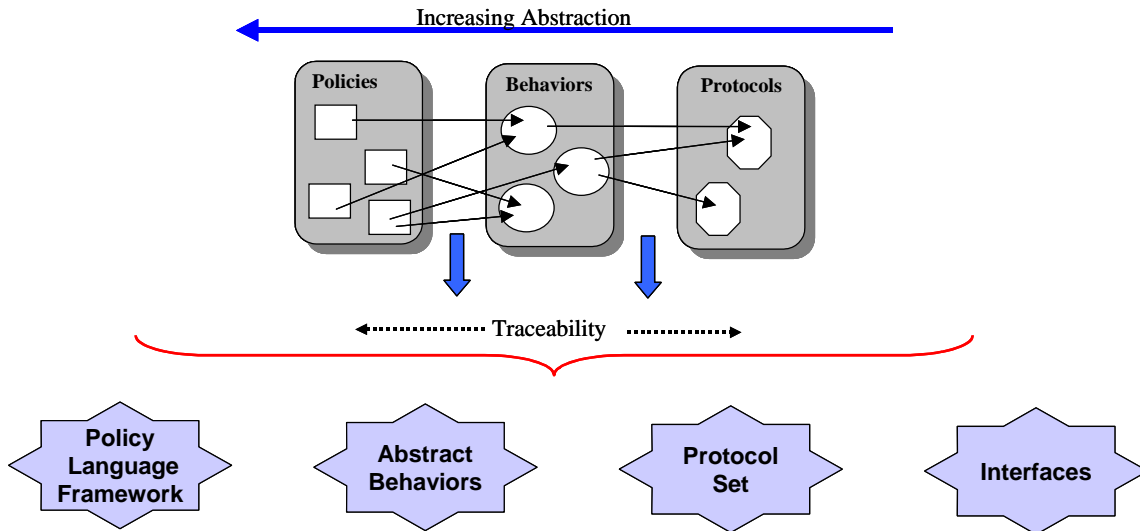 Increasing Abstraction
Policies
Behaviors
Protocols
Traceability
Policy
Language
Framework
Abstract
Behaviors
Protocol
Set
Interfaces